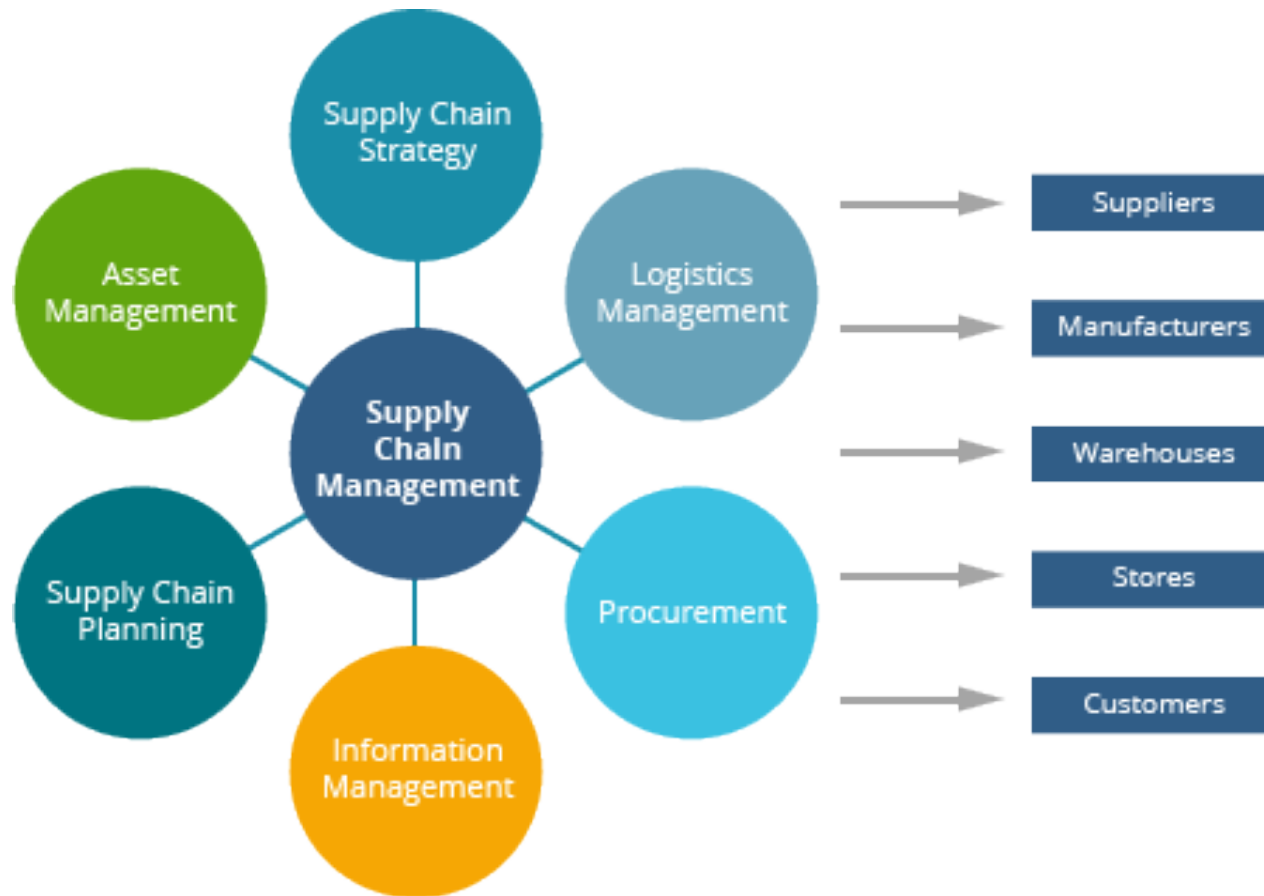 Supply Chain
Strategy
Asset
Management
Logistics
Management
Supply
Chain
Management
Supply Chain
Planning
Procurement
Information
Management
Suppliers
Manufacturers
Warehouses
Stores
Customers